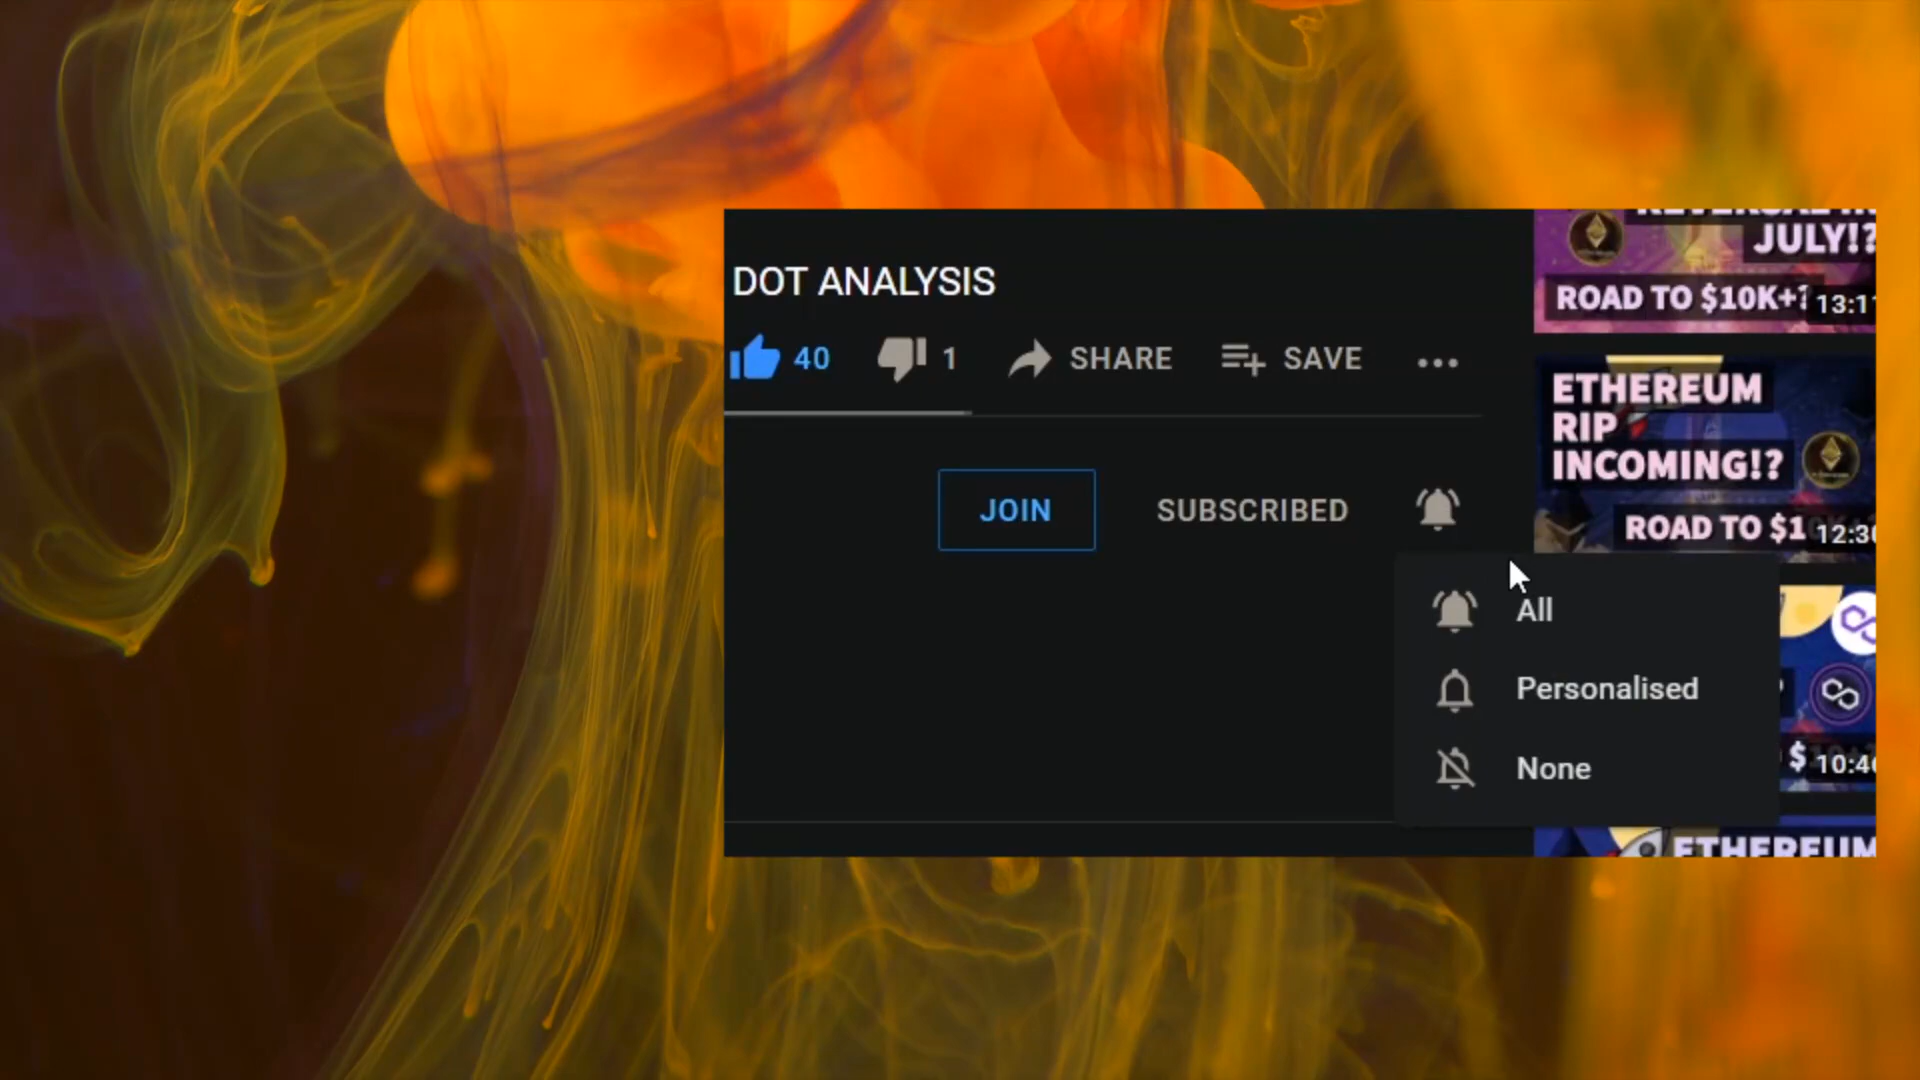 DOT ANALYSIS
40
1
SHARE
SAVE
JOIN
SUBSCRIBED
All
Personalised
None
JULY!?
ROAD TO $10K+?
ETHEREUM
RIP
INCOMING!?
ROAD TO $1
$
ETHEREUM